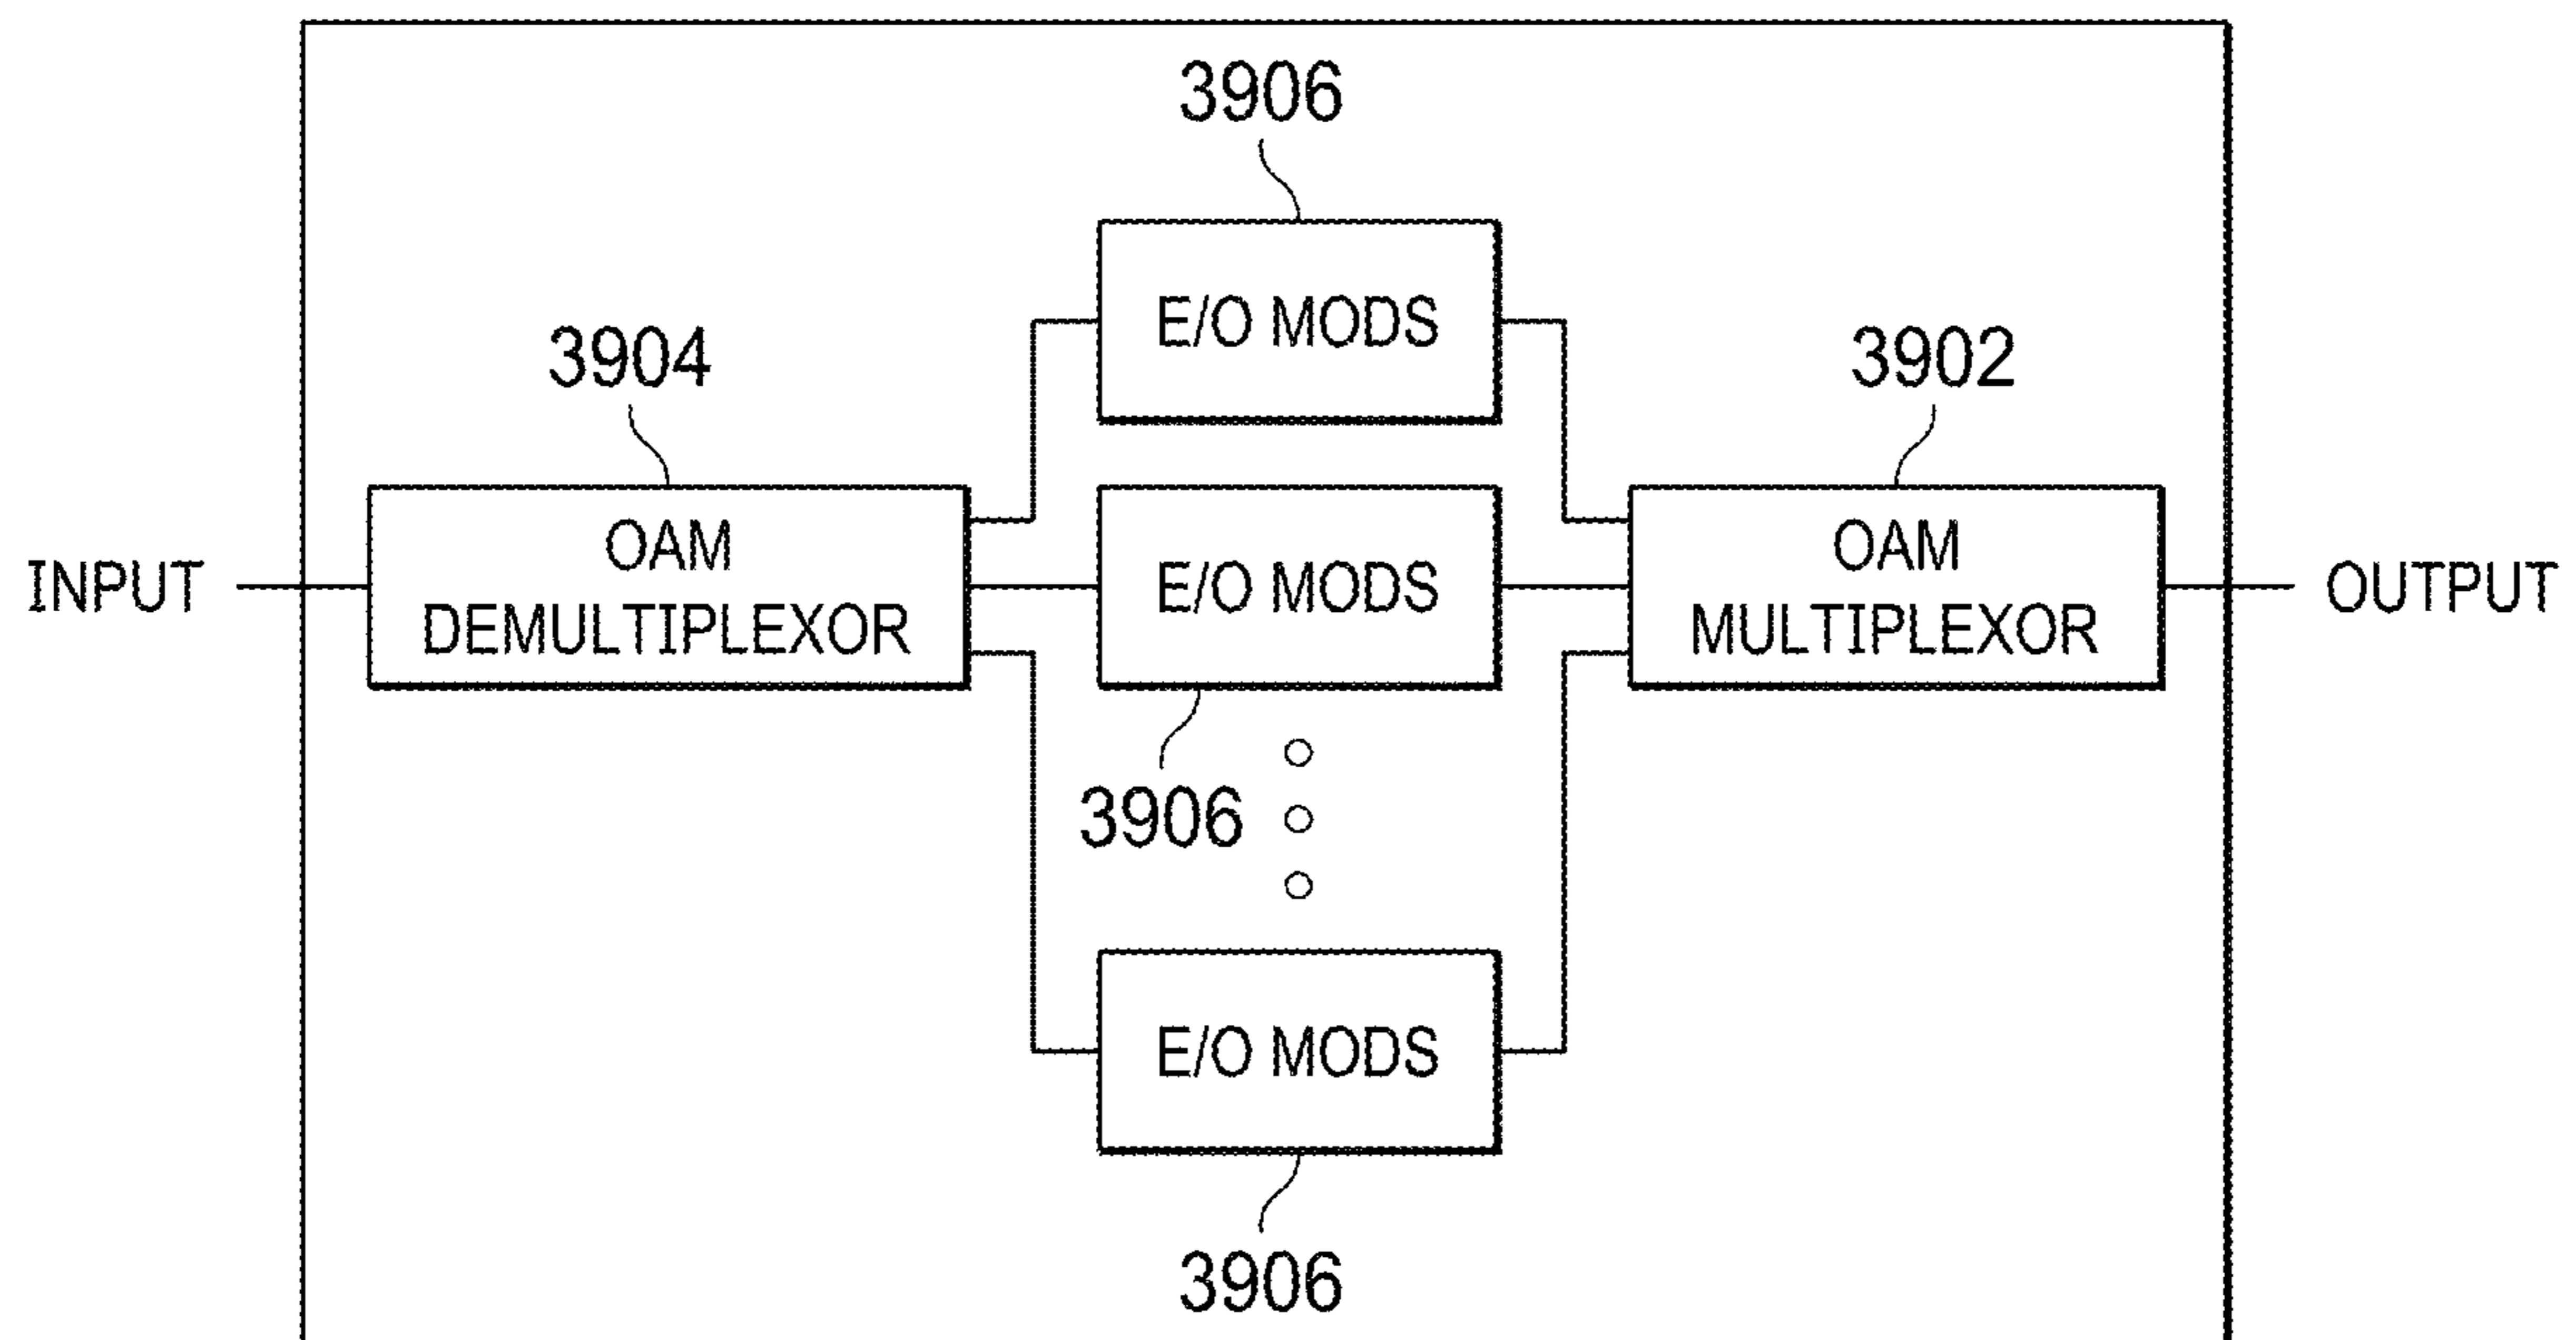 3906
E/O MODS
3904
3902
OAM
DEMULTIPLEXOR
INPUT
E/O MODS
OAM
MULTIPLEXOR
OUTPUT
3906
E/O MODS
3906